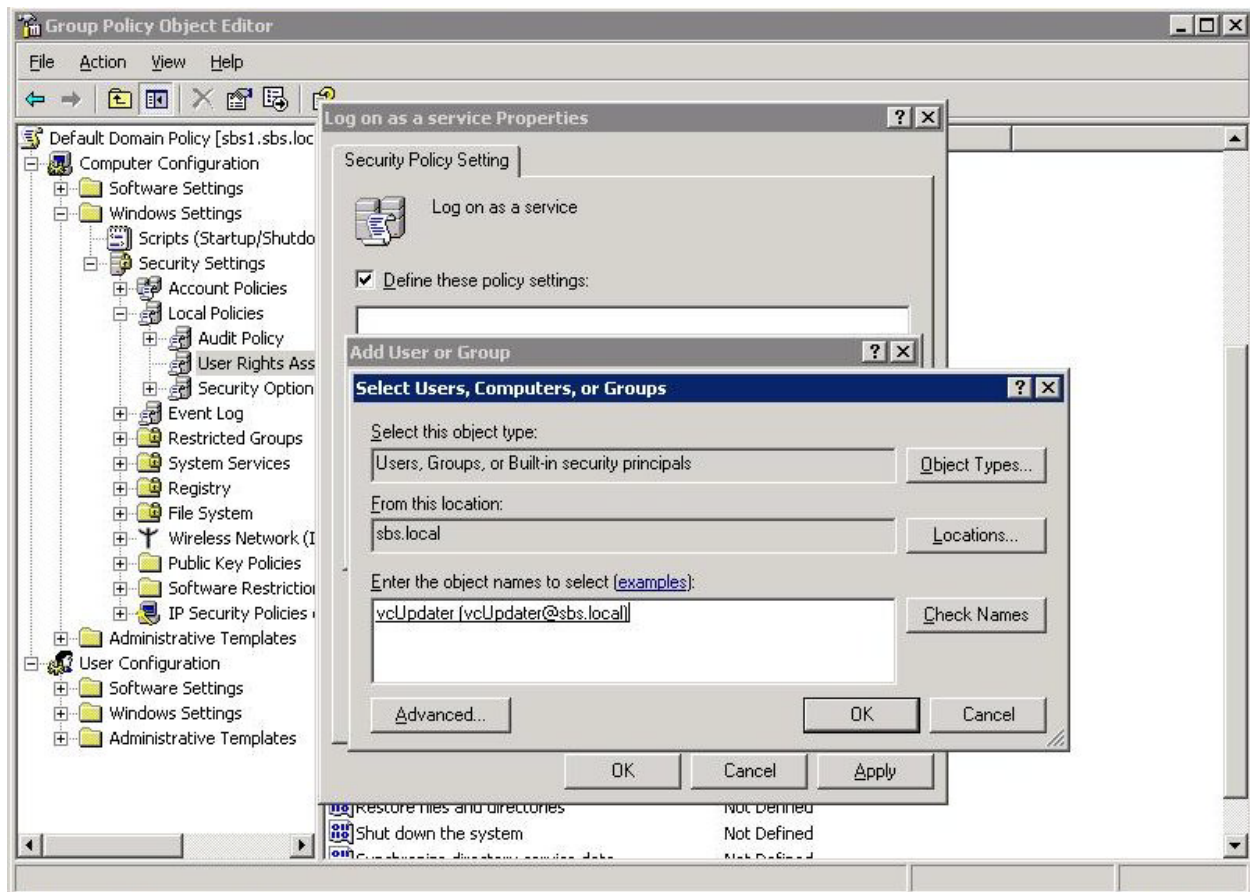 Group Policy Object Editor
File Action View Help
Default Domain Policy [sbs1.sbs.loc
Computer Configuration
Software Settings
Windows Settings
Scripts (Startup/Shutdo
Security Settings
Account Policies
Local Policies
Audit Policy
User Rights Ass
Security Option
Event Log
Restricted Groups
System Services
Registry
File System
Wireless Network (I
Public Key Policies
Software Restriction
IP Security Policies
Administrative Templates
User Configuration
Software Settings
Windows Settings
Administrative Templates
Log on as a service Properties
Security Policy Setting
Log on as a service
Define these policy settings:
Add User or Group
Select Users, Computers, or Groups
Select this object type:
Users, Groups, or Built-in security principals
Object Types...
From this location:
sbs.local
Locations...
Enter the object names to select (examples):
vcUpdater (vcUpdater@sbs.local)
Check Names
Advanced...
OK
Cancel
OK
Cancel
Apply
Restore files and directories Not Defined
Shut down the system Not Defined
Synchronize directory service data Not Defined